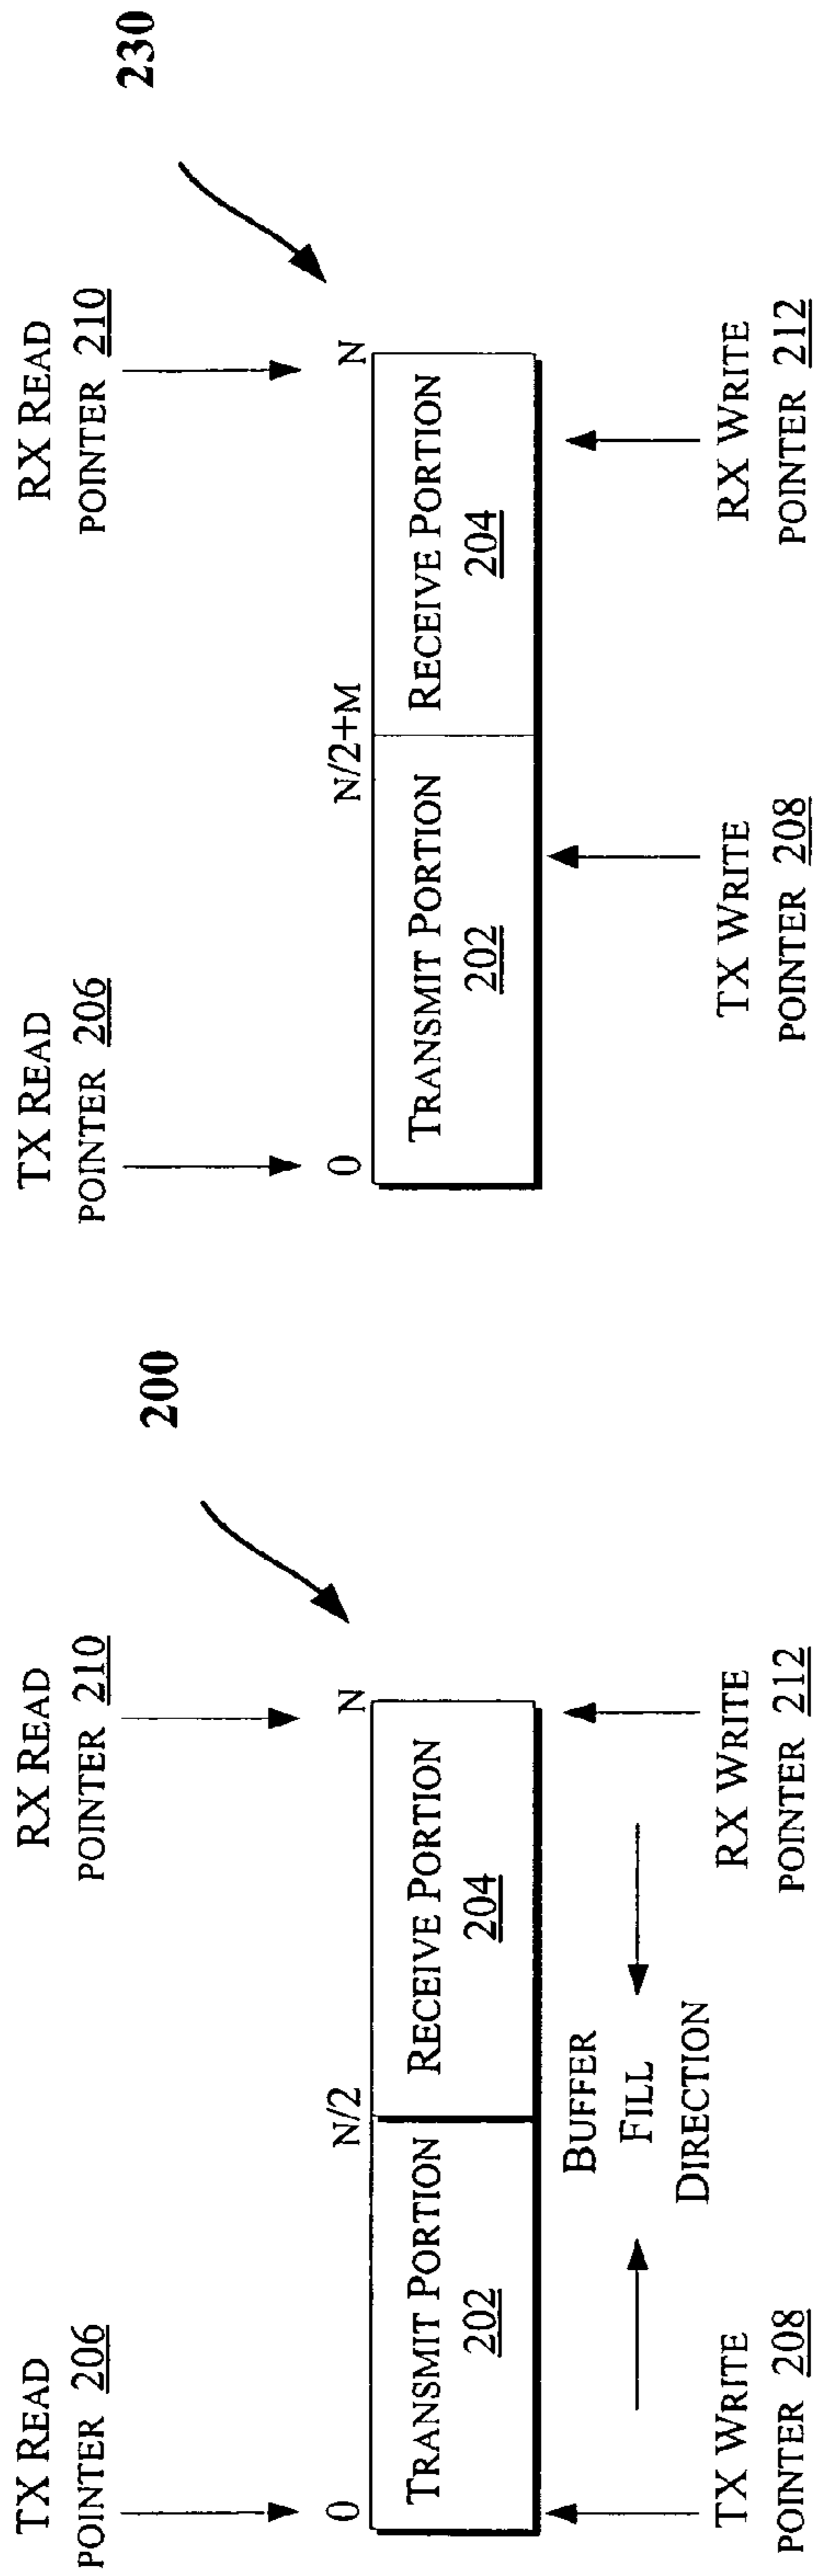 200
TX READ
POINTER 206
RX READ
POINTER 210
0
N/2
N
TRANSMIT PORTION
202
RECEIVE PORTION
204
BUFFER
FILL
DIRECTION
TX WRITE
POINTER 208
RX WRITE
POINTER 212
230
TX READ
POINTER 206
RX READ
POINTER 210
0
N/2+M
N
TRANSMIT PORTION
202
RECEIVE PORTION
204
TX WRITE
POINTER 208
RX WRITE
POINTER 212